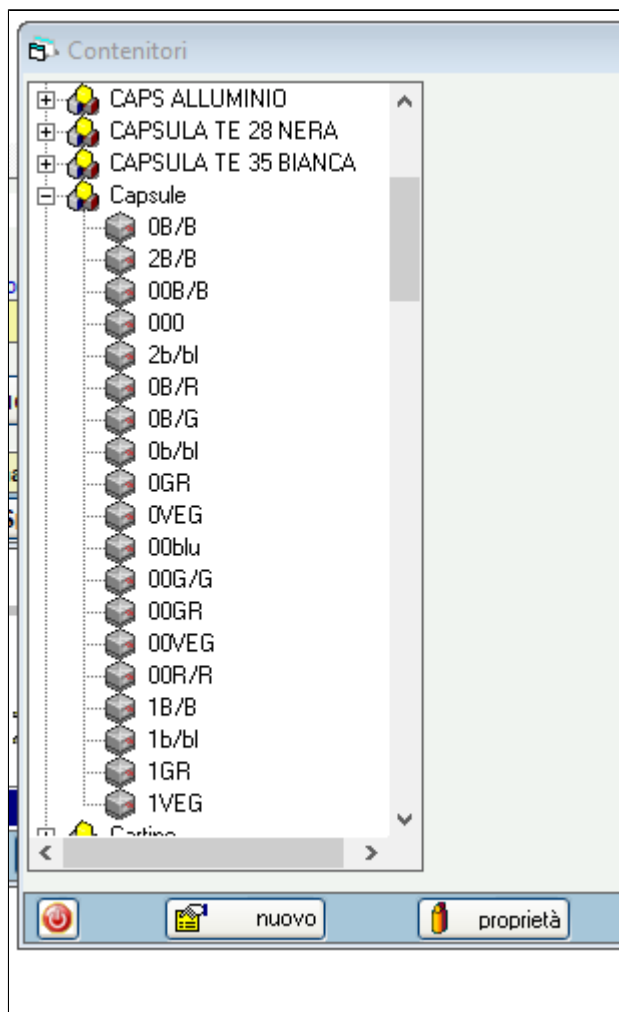 Contenitori
CAPS ALLUMINIO
CAPSULA TE 28 NERA
CAPSULA TE 35 BIANCA
Capsule
0B/B
2B/B
00B/B
000
2b/bl
0B/R
0B/G
0b/bl
0GR
0VEG
00blu
00G/G
00GR
00VEG
00R/R
1B/B
1b/bl
1GR
1VEG
Cartine
nuovo
proprietà